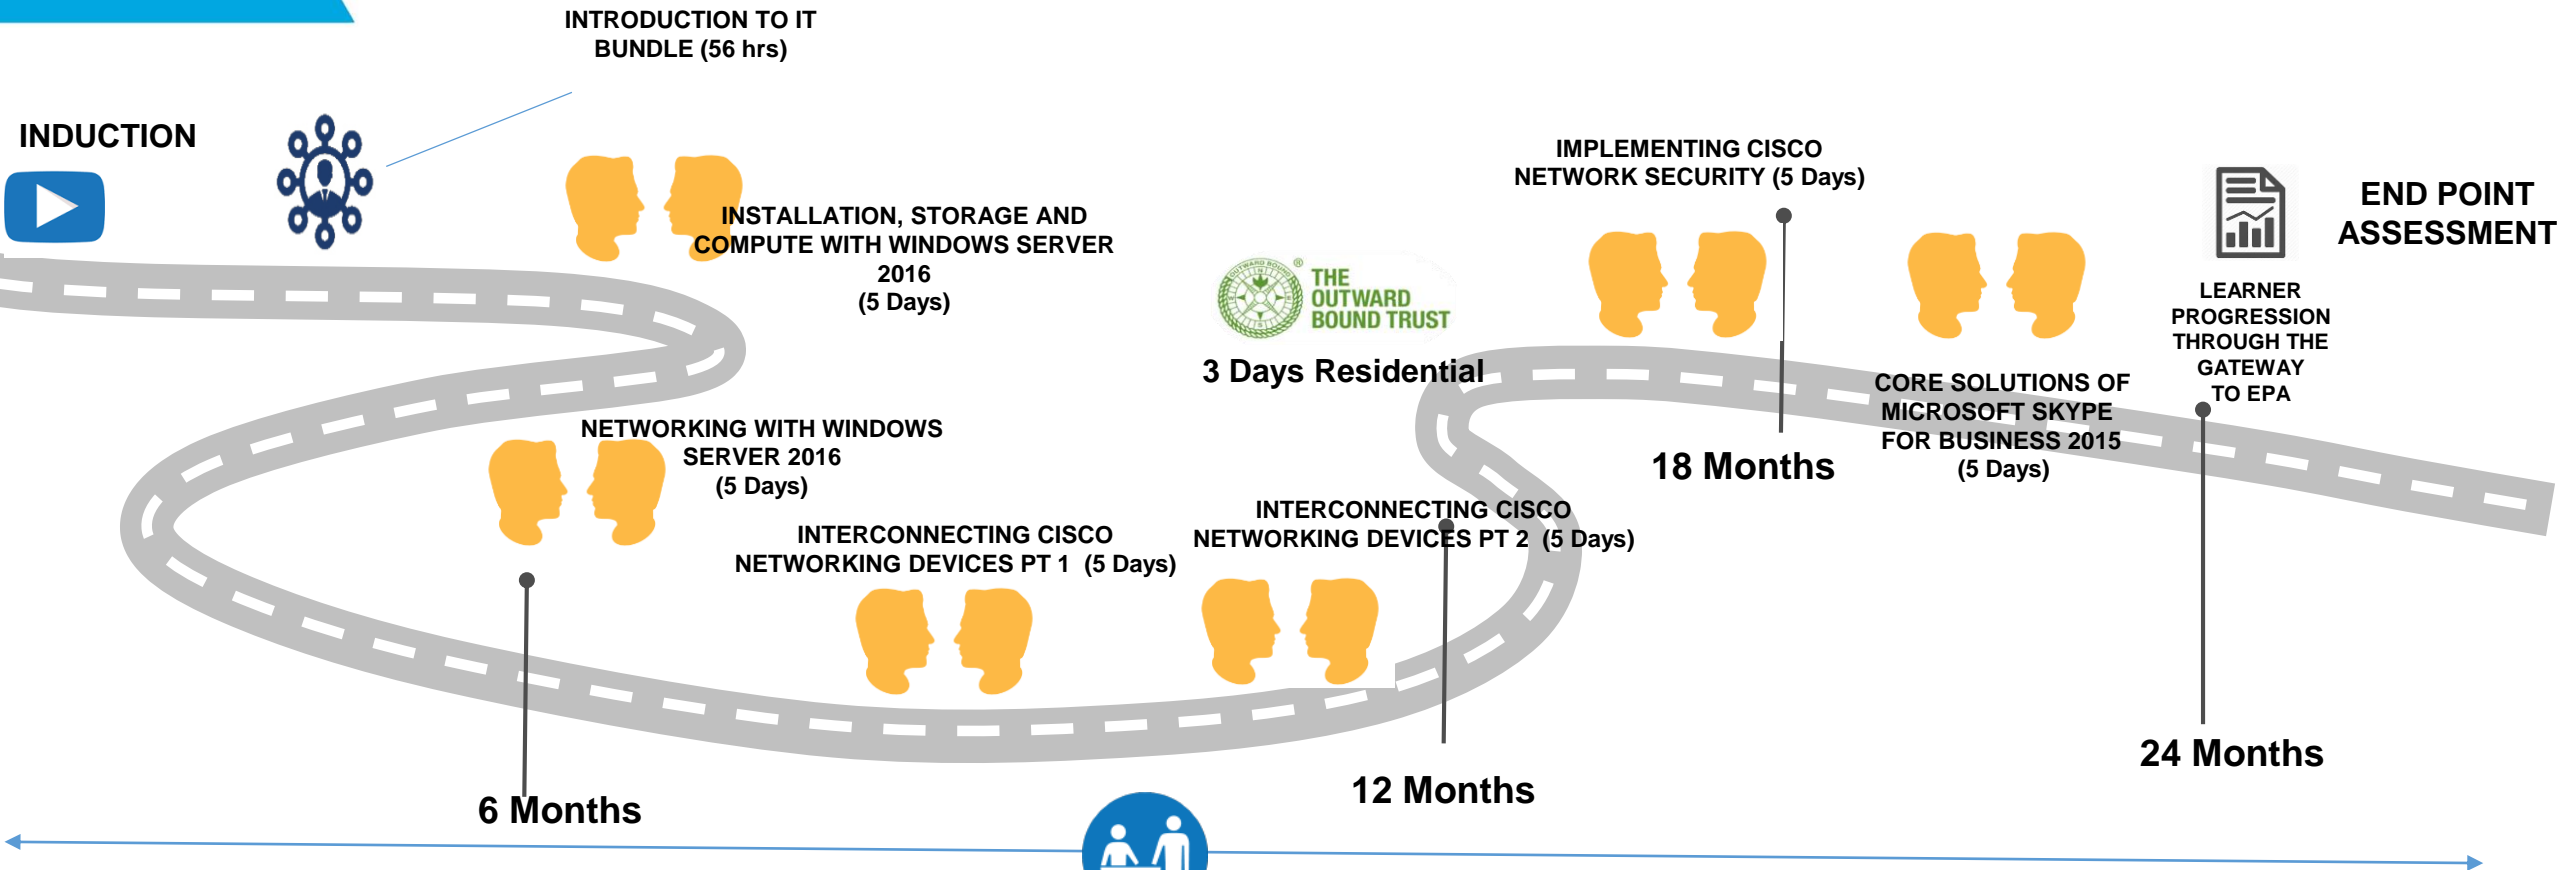 INTRODUCTION TO IT
BUNDLE (56 hrs)
INDUCTION
INSTALLATION, STORAGE AND
COMPUTE WITH WINDOWS SERVER
2016
(5 Days)
NETWORKING WITH WINDOWS
SERVER 2016
(5 Days)
6 Months
INTERCONNECTING CISCO
NETWORKING DEVICES PT 1 (5 Days)
INTERCONNECTING CISCO
NETWORKING DEVICES PT 2 (5 Days)
12 Months
OUTWARD BOUND
®
THE
OUTWARD
BOUND TRUST
3 Days Residential
IMPLEMENTING CISCO
NETWORK SECURITY (5 Days)
18 Months
CORE SOLUTIONS OF
MICROSOFT SKYPE
FOR BUSINESS 2015
(5 Days)
LEARNER
PROGRESSION
THROUGH THE
GATEWAY
TO EPA
24 Months
END POINT
ASSESSMENT